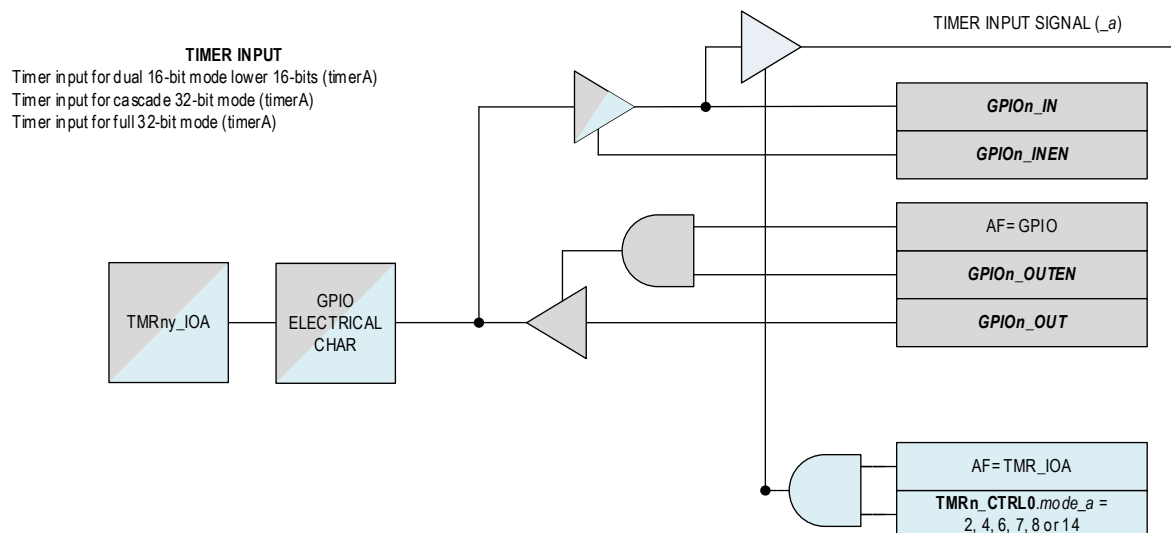 TIMER INPUT SIGNAL (_a)
TIMER INPUT
Timer input for dual 16-bit mode lower 16-bits (timerA)
Timer input for cascade 32-bit mode (timerA)
Timer input for full 32-bit mode (timerA)
GPIOn_IN
GPIOn_INEN
AF= GPIO
GPIOn_OUTEN
GPIOn_OUT
TMRny_IOA
GPIO
ELECTRICAL
CHAR
AF= TMR_IOA
TMRn_CTRL0.mode_a =
2, 4, 6, 7, 8 or 14